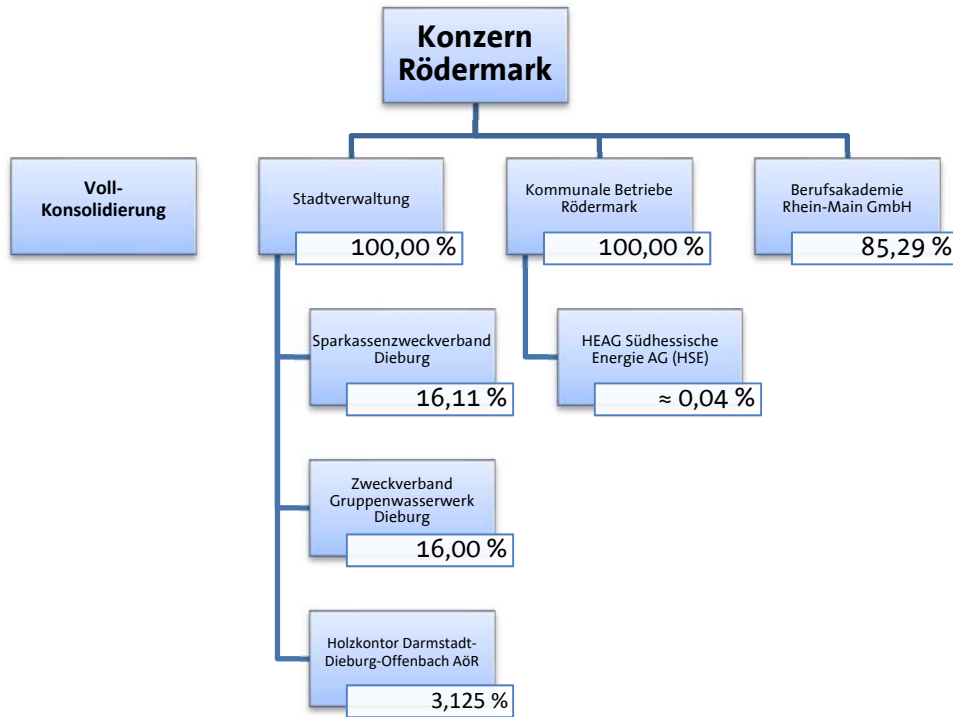 Konzern
Rödermark
Voll-
Konsolidierung
Stadtverwaltung
100,00 %
Kommunale Betriebe
Rödermark
100,00 %
Berufsakademie
Rhein-Main GmbH
85,29 %
Sparkassenzweckverband
Dieburg
16,11 %
HEAG Südhessische
Energie AG (HSE)
≈ 0,04 %
Zweckverband
Gruppenwasserwerk
Dieburg
16,00 %
Holzkontor Darmstadt-
Dieburg-Offenbach AöR
3,125 %